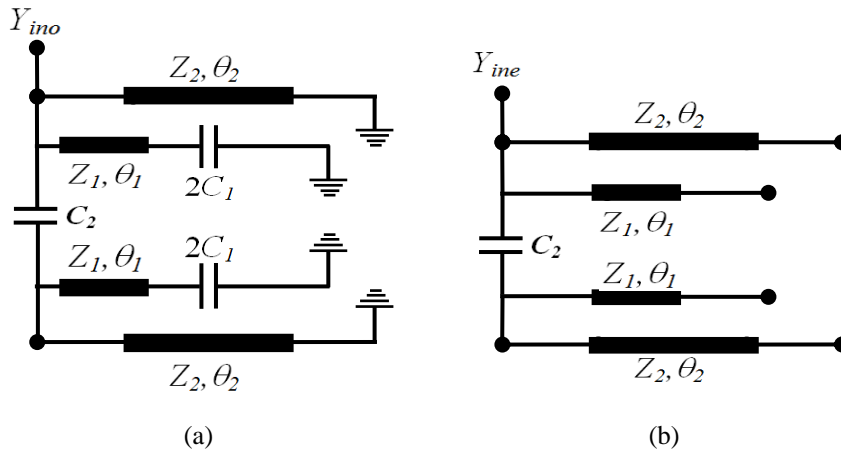 Y_ino
Z_2, θ_2
Z_1, θ_1
2C_1
C_2
2C_1
Z_1, θ_1
Z_2, θ_2
(a)
Y_ine
Z_2, θ_2
Z_1, θ_1
C_2
Z_1, θ_1
Z_2, θ_2
(b)